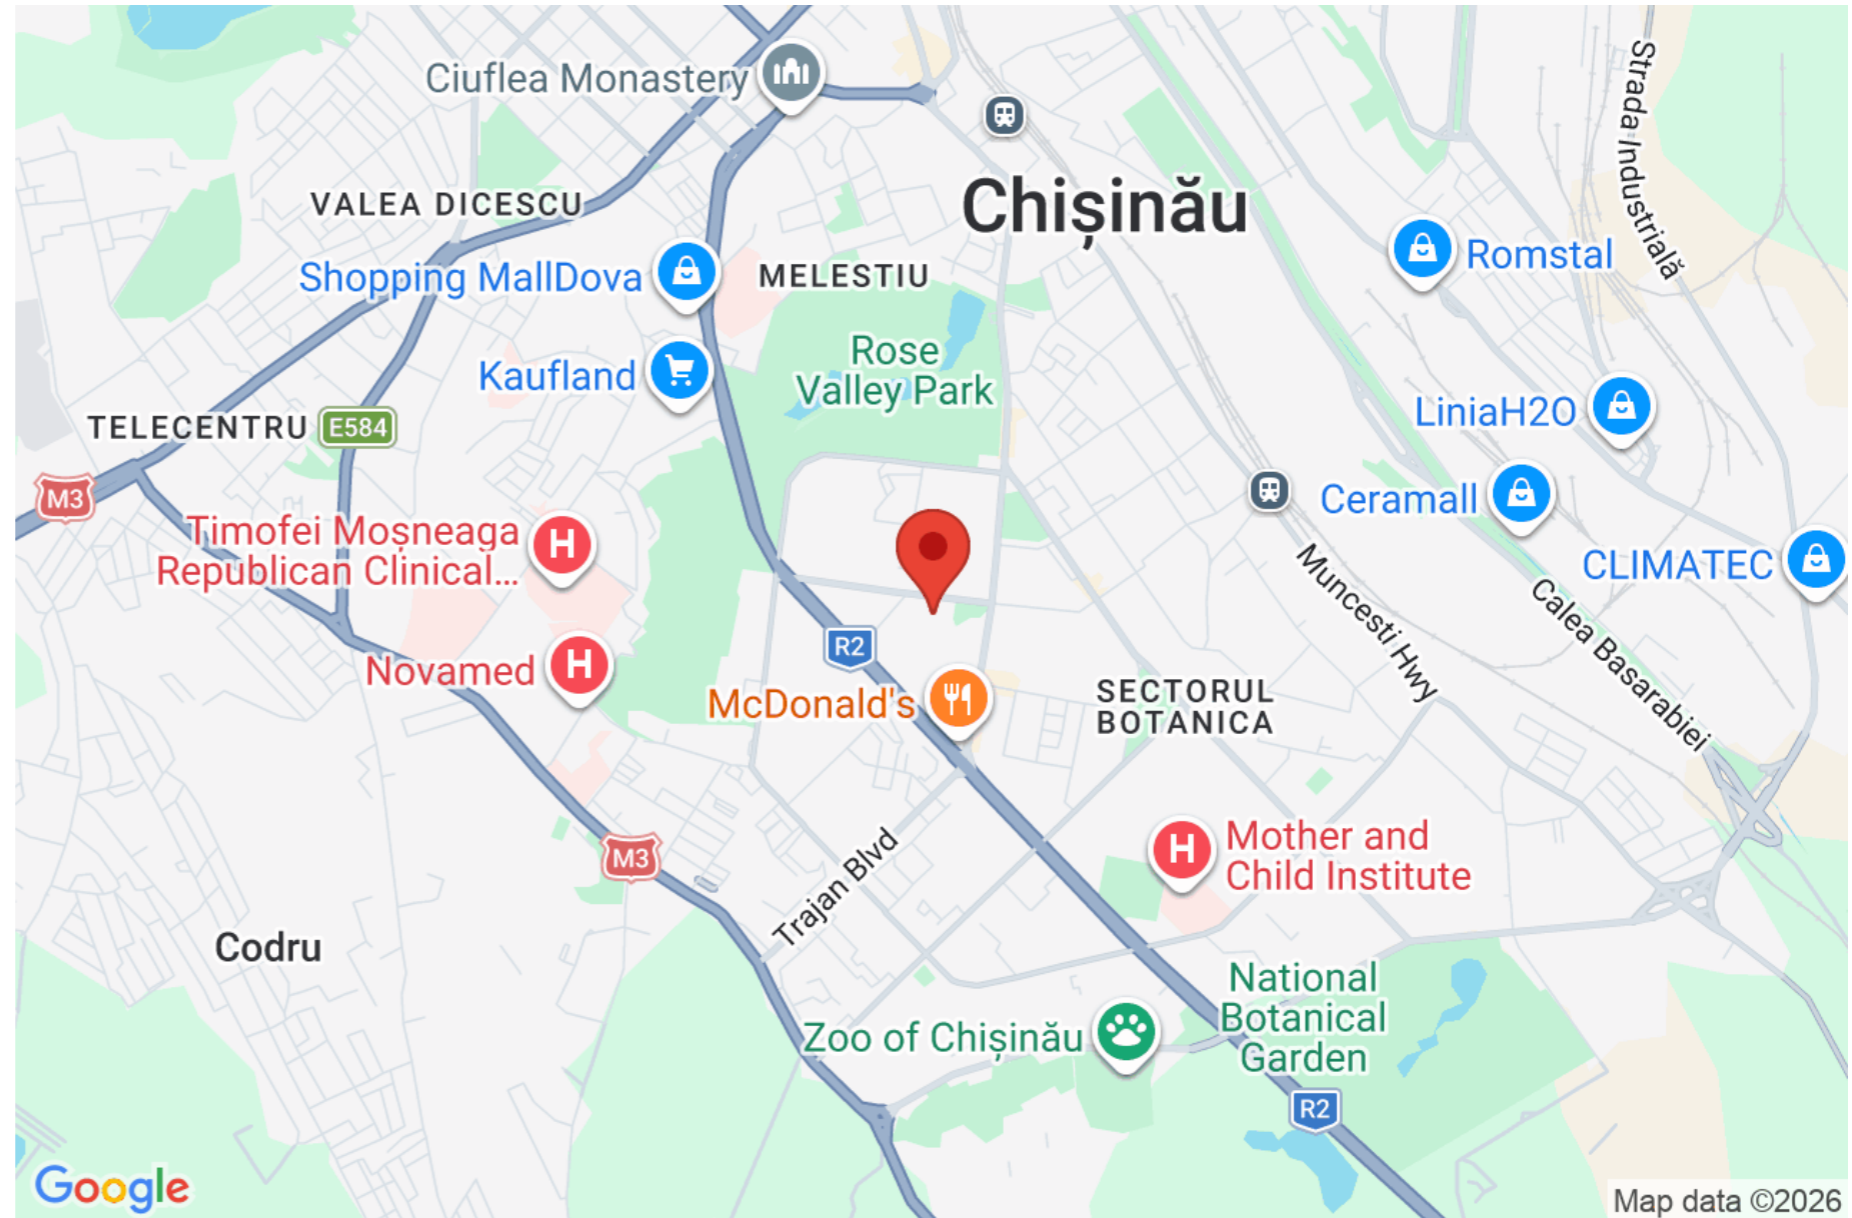 Ciuflea Monastery
Strada Industrială
Chișinău
VALEA DICESCU
Romstal
Shopping MallDova
MELESTIU
Rose
Valley Park
Kaufland
LiniaH2O
TELECENTRU
E584
M3
Ceramall
Timofei Moșneaga
Republican Clinical...
CLIMATEC
Muncesti Hwy
Calea Basarabiei
R2
Novamed
McDonald's
SECTORUL
BOTANICA
Mother and
Child Institute
M3
Trajan Blvd
Codru
National
Botanical
Garden
Zoo of Chișinău
R2
Google
Map data ©2026